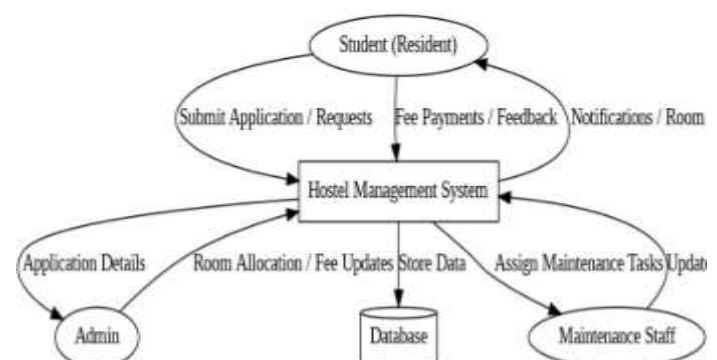 Student (Resident)
Submit Application / Requests
Fee Payments / Feedback
Notifications / Room
Hostel Management System
Application Details
Room Allocation / Fee Updates
Store Data
Assign Maintenance Tasks
Update
Admin
Database
Maintenance Staff